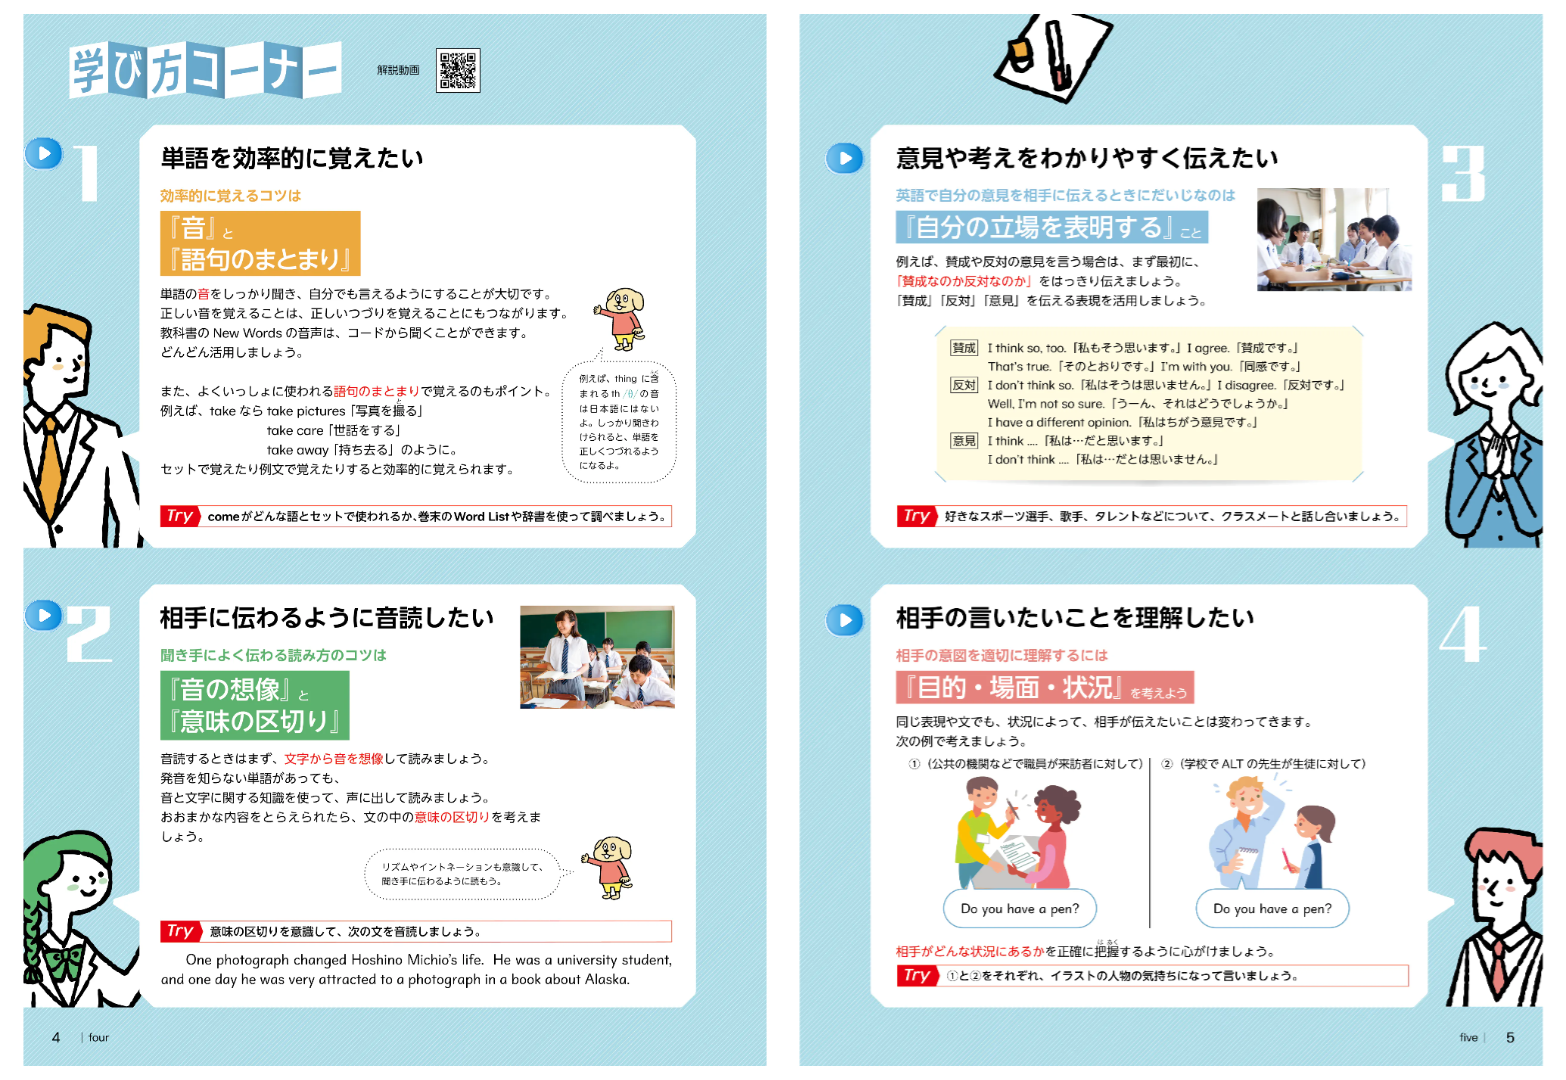 学び方コーナー
解説動画
1
単語を効率的に覚えたい
効率的に覚えるコツは
『音』と
『語句のまとまり』
単語の音をしっかり聞き、自分でも言えるようにすることが大切です。
正しい音を覚えることは、正しいつづりを覚えることにもつながります。
教科書の New Words の音声は、コードから聞くことができます。
どんどん活用しましょう。
また、よくいっしょに使われる語句のまとまりで覚えるのもポイント。
例えば、take なら take pictures「写真を撮る」
take care「世話をする」
take away「持ち去る」のように。
セットで覚えたり例文で覚えたりすると効率的に覚えられます。
例えば、thing に含
まれる th /θ/ の音
は日本語にはない
よ。しっかり聞きわ
けられると、単語を
正しくつづれるよう
になるよ。
Try comeがどんな語とセットで使われるか、巻末のWord Listや辞書を使って調べましょう。
2
相手に伝わるように音読したい
聞き手によく伝わる読み方のコツは
『音の想像』と
『意味の区切り』
音読するときはまず、文字から音を想像して読みましょう。
発音を知らない単語があっても、
音と文字に関する知識を使って、声に出して読みましょう。
おおまかな内容をとらえられたら、文の中の意味の区切りを考えま
しょう。
リズムやイントネーションも意識して、
聞き手に伝わるように読もう。
Try 意味の区切りを意識して、次の文を音読しましょう。
One photograph changed Hoshino Michio's life. He was a university student,
and one day he was very attracted to a photograph in a book about Alaska.
4 | four
3
意見や考えをわかりやすく伝えたい
英語で自分の意見を相手に伝えるときにだいじなのは
『自分の立場を表明する』こと
例えば、賛成や反対の意見を言う場合は、まず最初に、
「賛成なのか反対なのか」をはっきり伝えましょう。
「賛成」「反対」「意見」を伝える表現を活用しましょう。
賛成 I think so, too.「私もそう思います。」I agree.「賛成です。」
That's true.「そのとおりです。」I'm with you.「同感です。」
反対 I don't think so.「私はそうは思いません。」I disagree.「反対です。」
Well, I'm not so sure.「うーん、それはどうでしょうか。」
I have a different opinion.「私はちがう意見です。」
意見 I think ....「私は…だと思います。」
I don't think ....「私は…だとは思いません。」
Try 好きなスポーツ選手、歌手、タレントなどについて、クラスメートと話し合いましょう。
4
相手の言いたいことを理解したい
相手の意図を適切に理解するには
『目的・場面・状況』を考えよう
同じ表現や文でも、状況によって、相手が伝えたいことは変わってきます。
次の例で考えましょう。
①（公共の機関などで職員が来訪者に対して）
②（学校で ALT の先生が生徒に対して）
Do you have a pen?
Do you have a pen?
相手がどんな状況にあるかを正確に把握するように心がけましょう。
Try ①と②をそれぞれ、イラストの人物の気持ちになって言いましょう。
five | 5